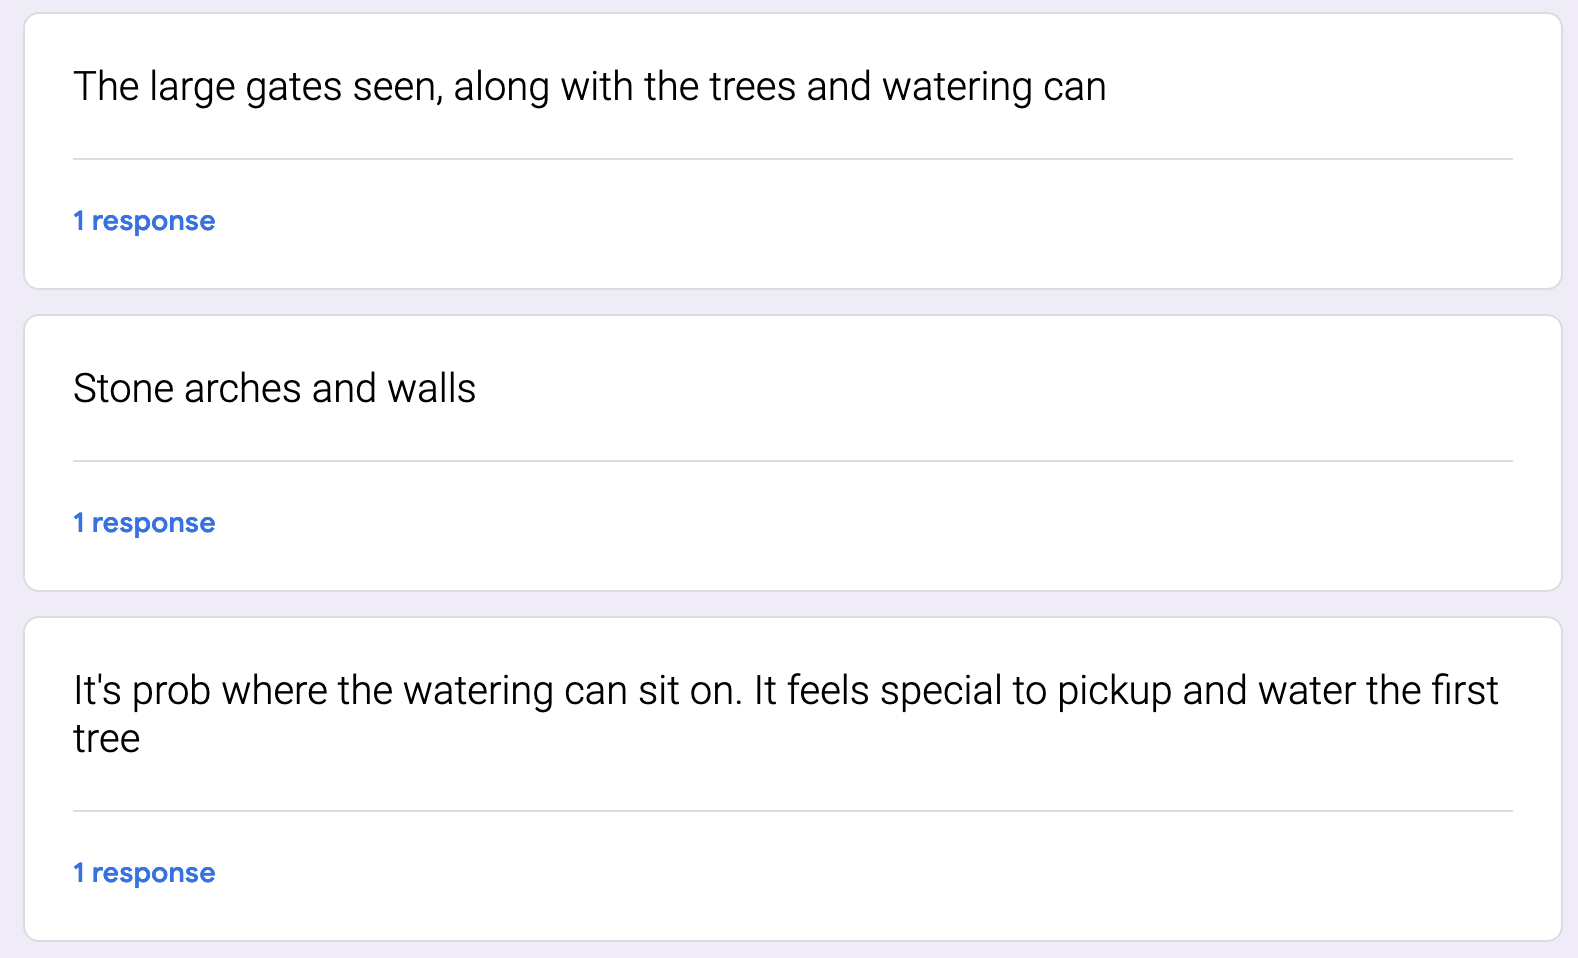 The large gates seen, along with the trees and watering can
1 response
Stone arches and walls
1 response
It's prob where the watering can sit on. It feels special to pickup and water the first
tree
1 response